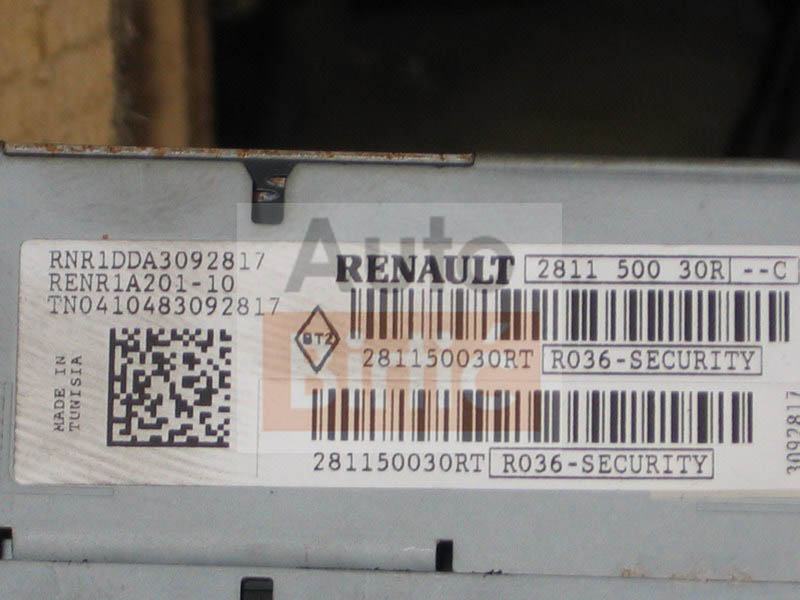 RNR1DDA3092817
RENR1A201-10
TN0410483092817
MADE IN
TUNISIA
RENAULT 2811 500 30R --C
BT2
281150030RT R036-SECURITY
281150030RT R036-SECURITY
3092817
Auto
Birtić